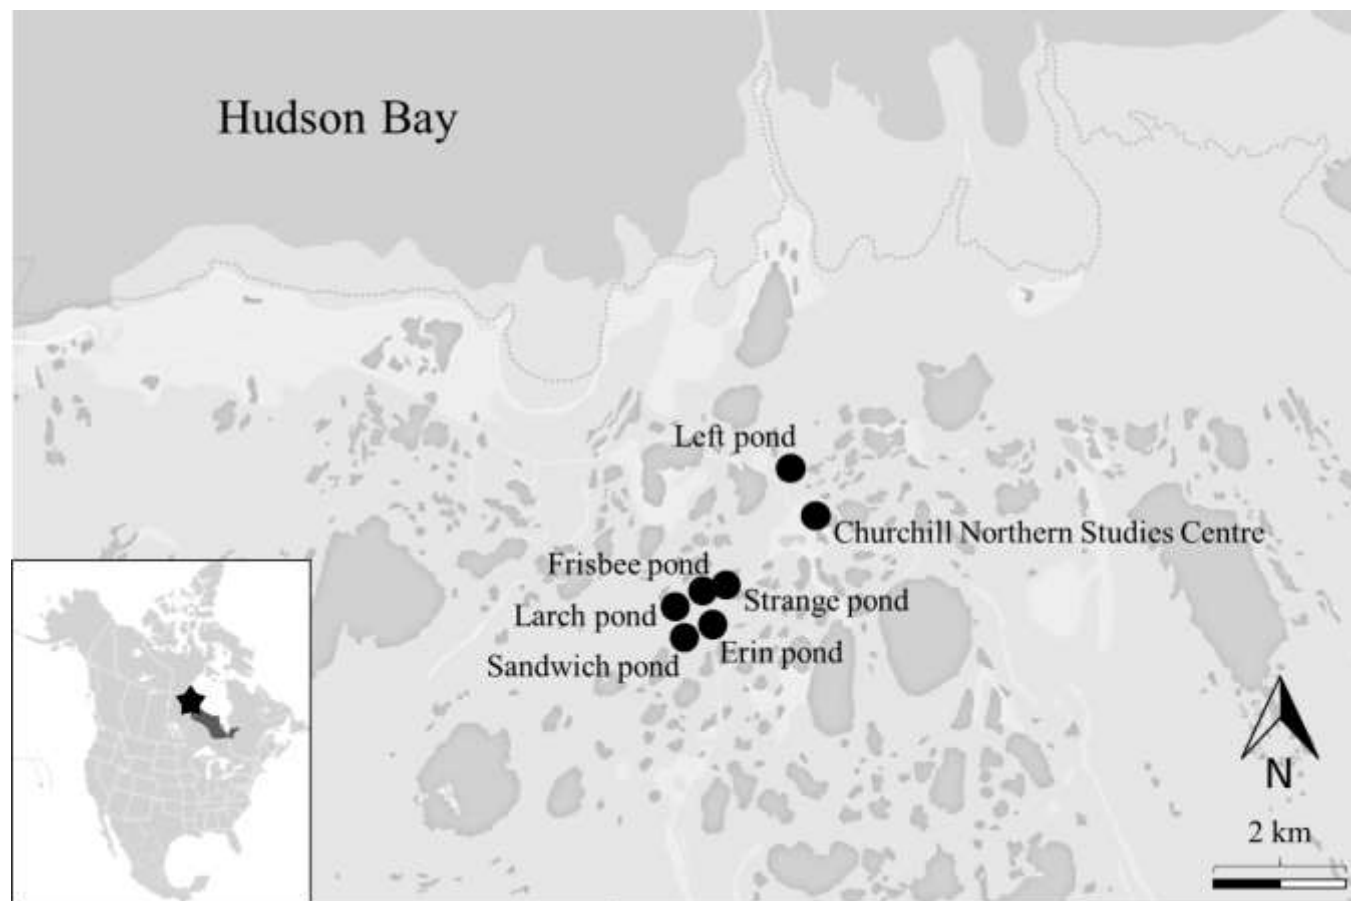 Hudson Bay
Left pond
Churchill Northern Studies Centre
Frisbee pond
Strange pond
Larch pond
Erin pond
Sandwich pond
N
2 km